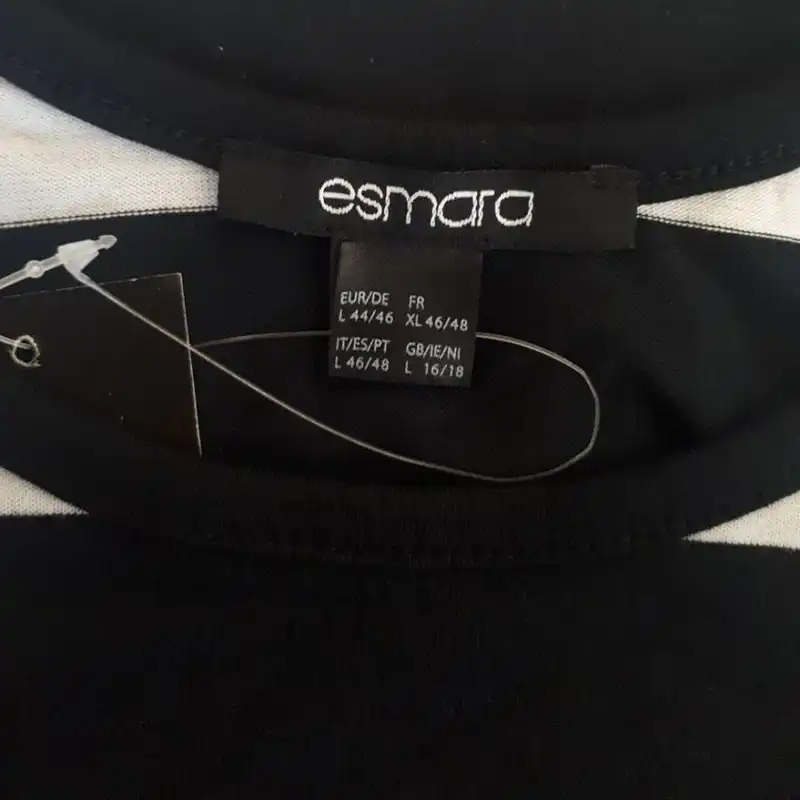 esmara
EUR/DE FR
L 44/46 XL 46/48
IT/ES/PT GB/IE/NI
L 46/48 L 16/18